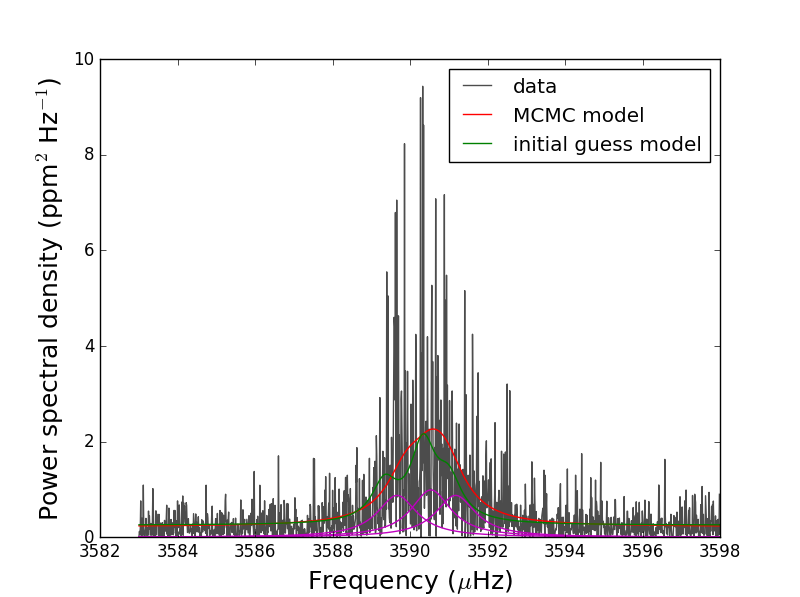 10
8
6
4
2
0
Power spectral density (ppm² Hz⁻¹)
data
MCMC model
initial guess model
3582 3584 3586 3588 3590 3592 3594 3596 3598
Frequency (μHz)